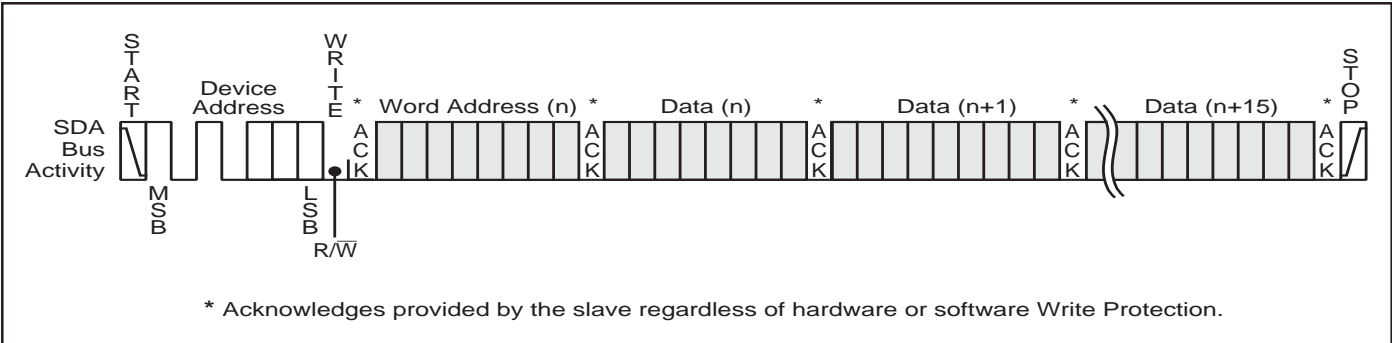 START
Device
Address
WRITE
* Word Address (n) * Data (n) * Data (n+1) * Data (n+15) *
STOP
SDA
Bus
Activity
ACK
ACK
ACK
ACK
ACK
MSB
LSB
R/W̅
* Acknowledges provided by the slave regardless of hardware or software Write Protection.